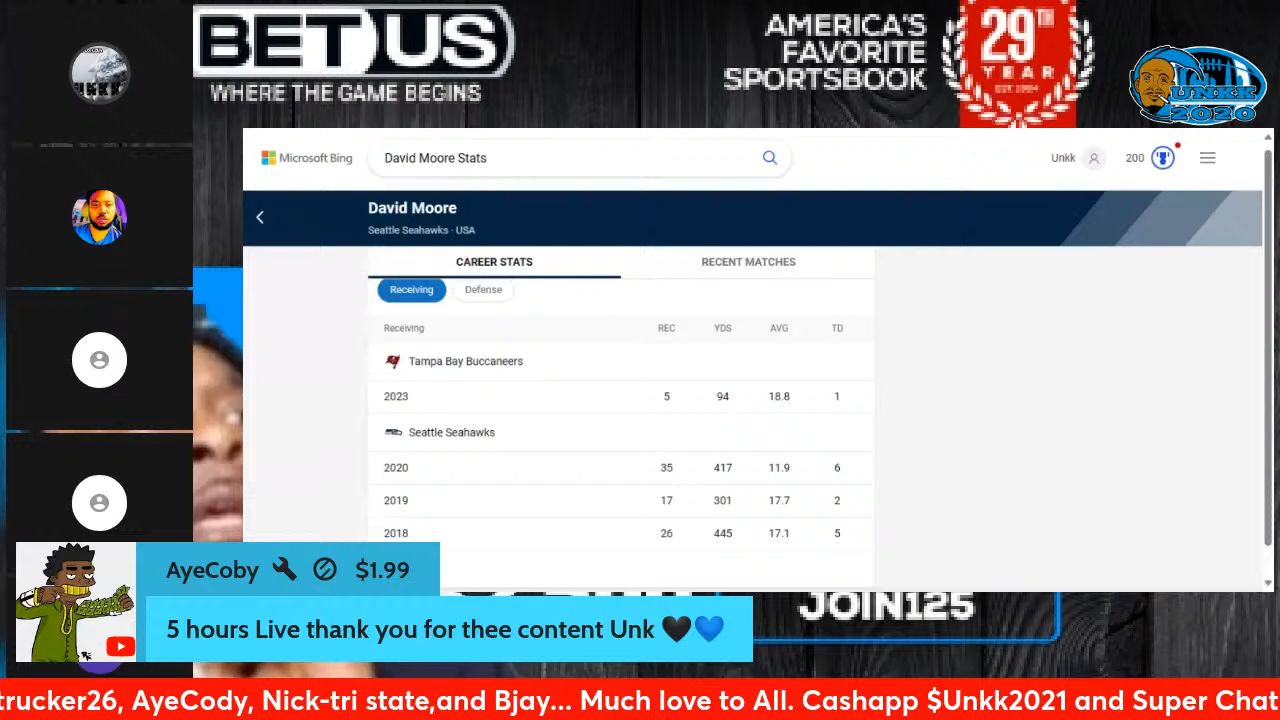 BETUS
WHERE THE GAME BEGINS
AMERICA'S
FAVORITE
SPORTSBOOK
29TH
YEAR
UNKK
2020
Microsoft Bing
David Moore Stats
Unkk
200
David Moore
Seattle Seahawks · USA
CAREER STATS
RECENT MATCHES
Receiving
Defense
Receiving REC YDS AVG TD
Tampa Bay Buccaneers
2023 5 94 18.8 1
Seattle Seahawks
2020 35 417 11.9 6
2019 17 301 17.7 2
2018 26 445 17.1 5
JOIN125
AyeCoby $1.99
5 hours Live thank you for thee content Unk 🖤💙
trucker26, AyeCody, Nick-tri state,and Bjay... Much love to All. Cashapp $Unkk2021 and Super Chat